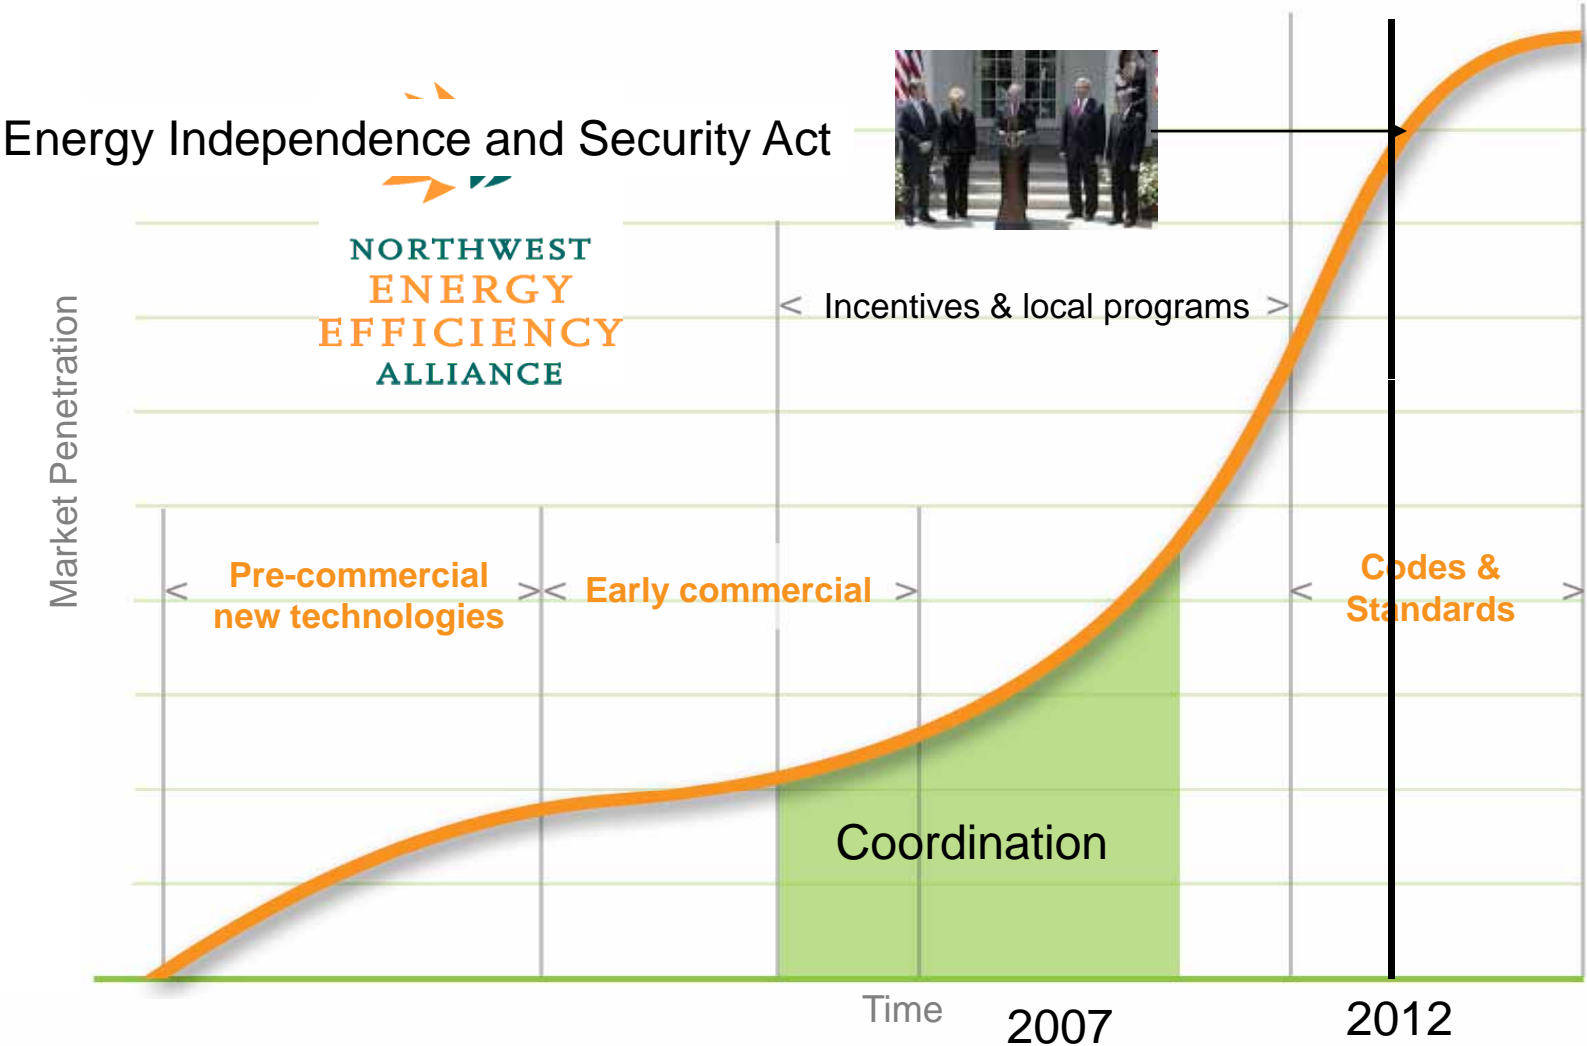 Energy Independence and Security Act
NORTHWEST
ENERGY
EFFICIENCY
ALLIANCE
< Incentives & local programs >
Market Penetration
< Pre-commercial
new technologies >
< Early commercial >
< Codes &
Standards >
Coordination
Time
2007
2012